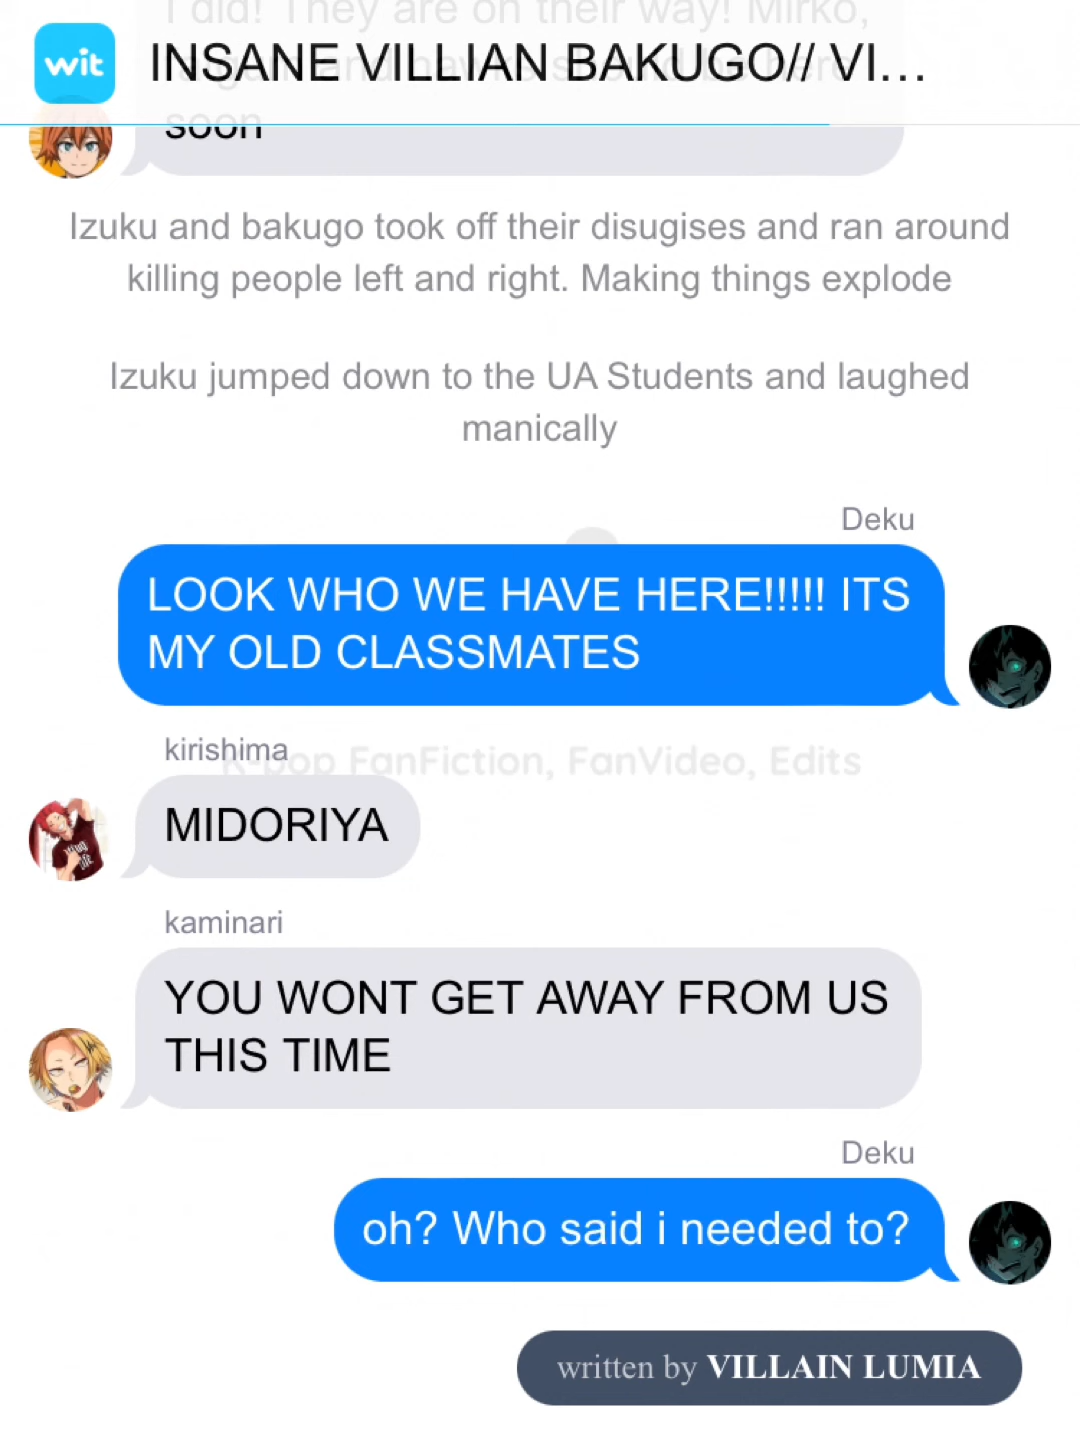 I did! They are on their way! Mirko,
wit
INSANE VILLIAN BAKUGO// VI...
soon
Izuku and bakugo took off their disugises and ran around
killing people left and right. Making things explode
Izuku jumped down to the UA Students and laughed
manically
Deku
LOOK WHO WE HAVE HERE!!!!! ITS
MY OLD CLASSMATES
kirishima
K-pop FanFiction, FanVideo, Edits
MIDORIYA
kaminari
YOU WONT GET AWAY FROM US
THIS TIME
Deku
oh? Who said i needed to?
written by VILLAIN LUMIA